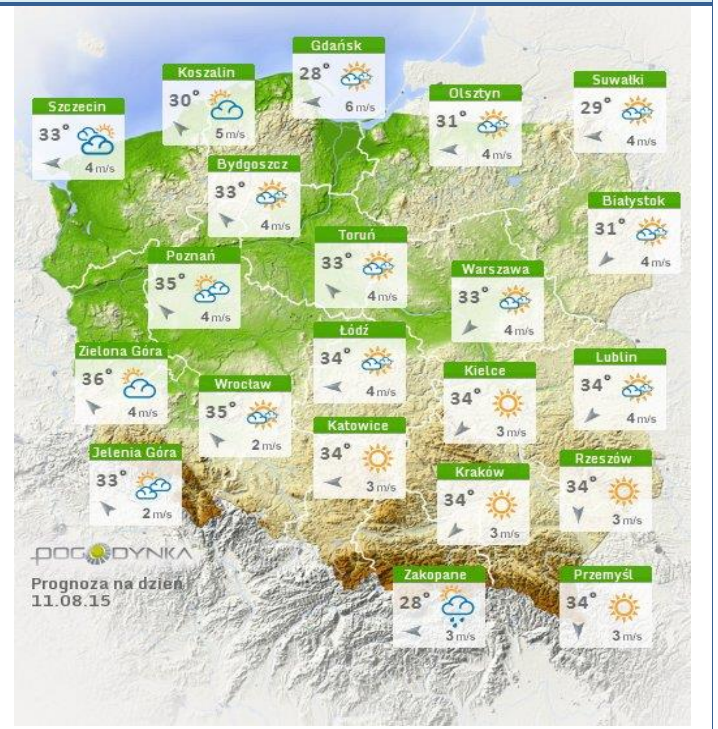 Gdańsk
28°
6 m/s
Koszalin
30°
5 m/s
Szczecin
33°
4 m/s
Olsztyn
31°
4 m/s
Suwałki
29°
4 m/s
Bydgoszcz
33°
4 m/s
Białystok
31°
4 m/s
Toruń
33°
4 m/s
Poznań
35°
4 m/s
Warszawa
33°
4 m/s
Łódź
34°
4 m/s
Zielona Góra
36°
4 m/s
Wrocław
35°
2 m/s
Kielce
34°
3 m/s
Lublin
34°
4 m/s
Katowice
34°
3 m/s
Jelenia Góra
33°
2 m/s
Kraków
34°
3 m/s
Rzeszów
34°
3 m/s
POGODYNKA
Prognoza na dzień
11.08.15
Zakopane
28°
3 m/s
Przemyśl
34°
3 m/s